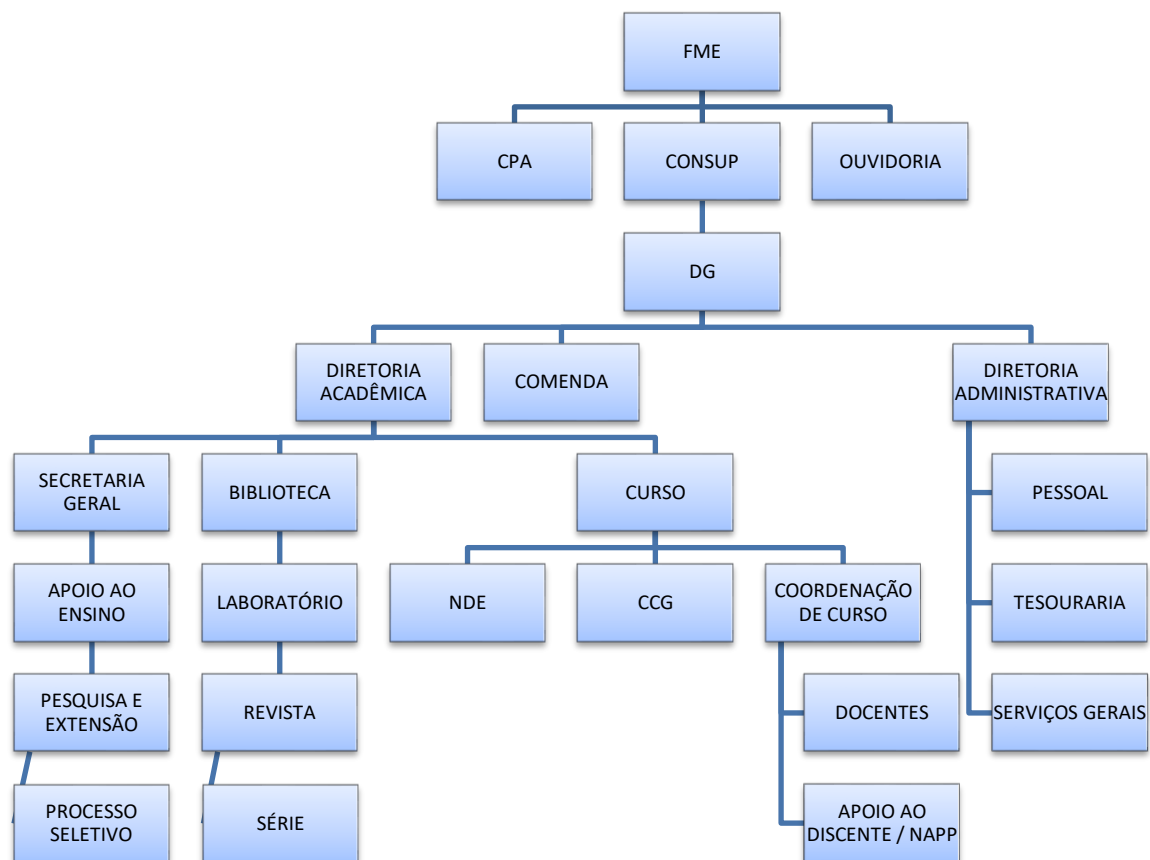 FME
CPA
CONSUP
OUVIDORIA
DG
DIRETORIA
ACADÊMICA
COMENDA
DIRETORIA
ADMINISTRATIVA
SECRETARIA
GERAL
BIBLIOTECA
CURSO
PESSOAL
APOIO AO
ENSINO
LABORATÓRIO
NDE
CCG
COORDENAÇÃO
DE CURSO
TESOURARIA
PESQUISA E
EXTENSÃO
REVISTA
DOCENTES
SERVIÇOS GERAIS
PROCESSO
SELETIVO
SÉRIE
APOIO AO
DISCENTE / NAPP